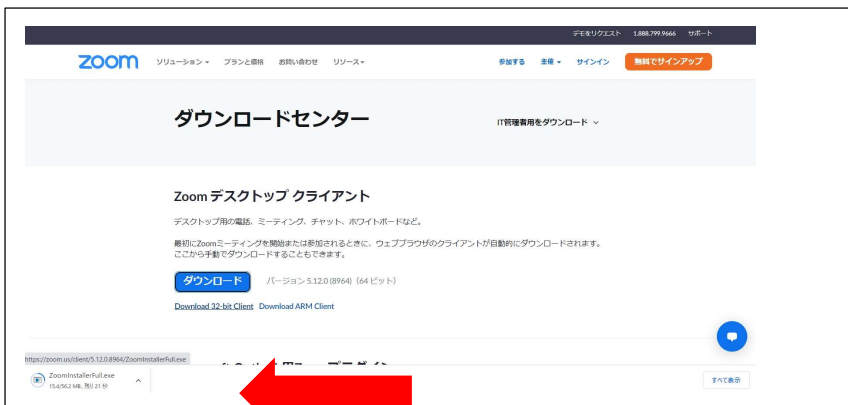 デモをリクエスト 1.888.799.9666 サポート
zoom ソリューション プランと価格 お問い合わせ リソース 参加する 主催 サインイン 無料でサインアップ
ダウンロードセンター
IT管理者用をダウンロード
Zoom デスクトップ クライアント
デスクトップ用の電話、ミーティング、チャット、ホワイトボードなど。
最初にZoomミーティングを開始または参加されるときに、ウェブブラウザのクライアントが自動的にダウンロードされます。
ここから手動でダウンロードすることもできます。
ダウンロード バージョン 5.12.0 (8964) (64 ビット)
Download 32-bit Client Download ARM Client
https://zoom.us/client/5.12.0.8964/ZoomInstallerFull.exe
ZoomInstallerFull.exe
15.4/56.2 MB、残り 21 秒
すべて表示